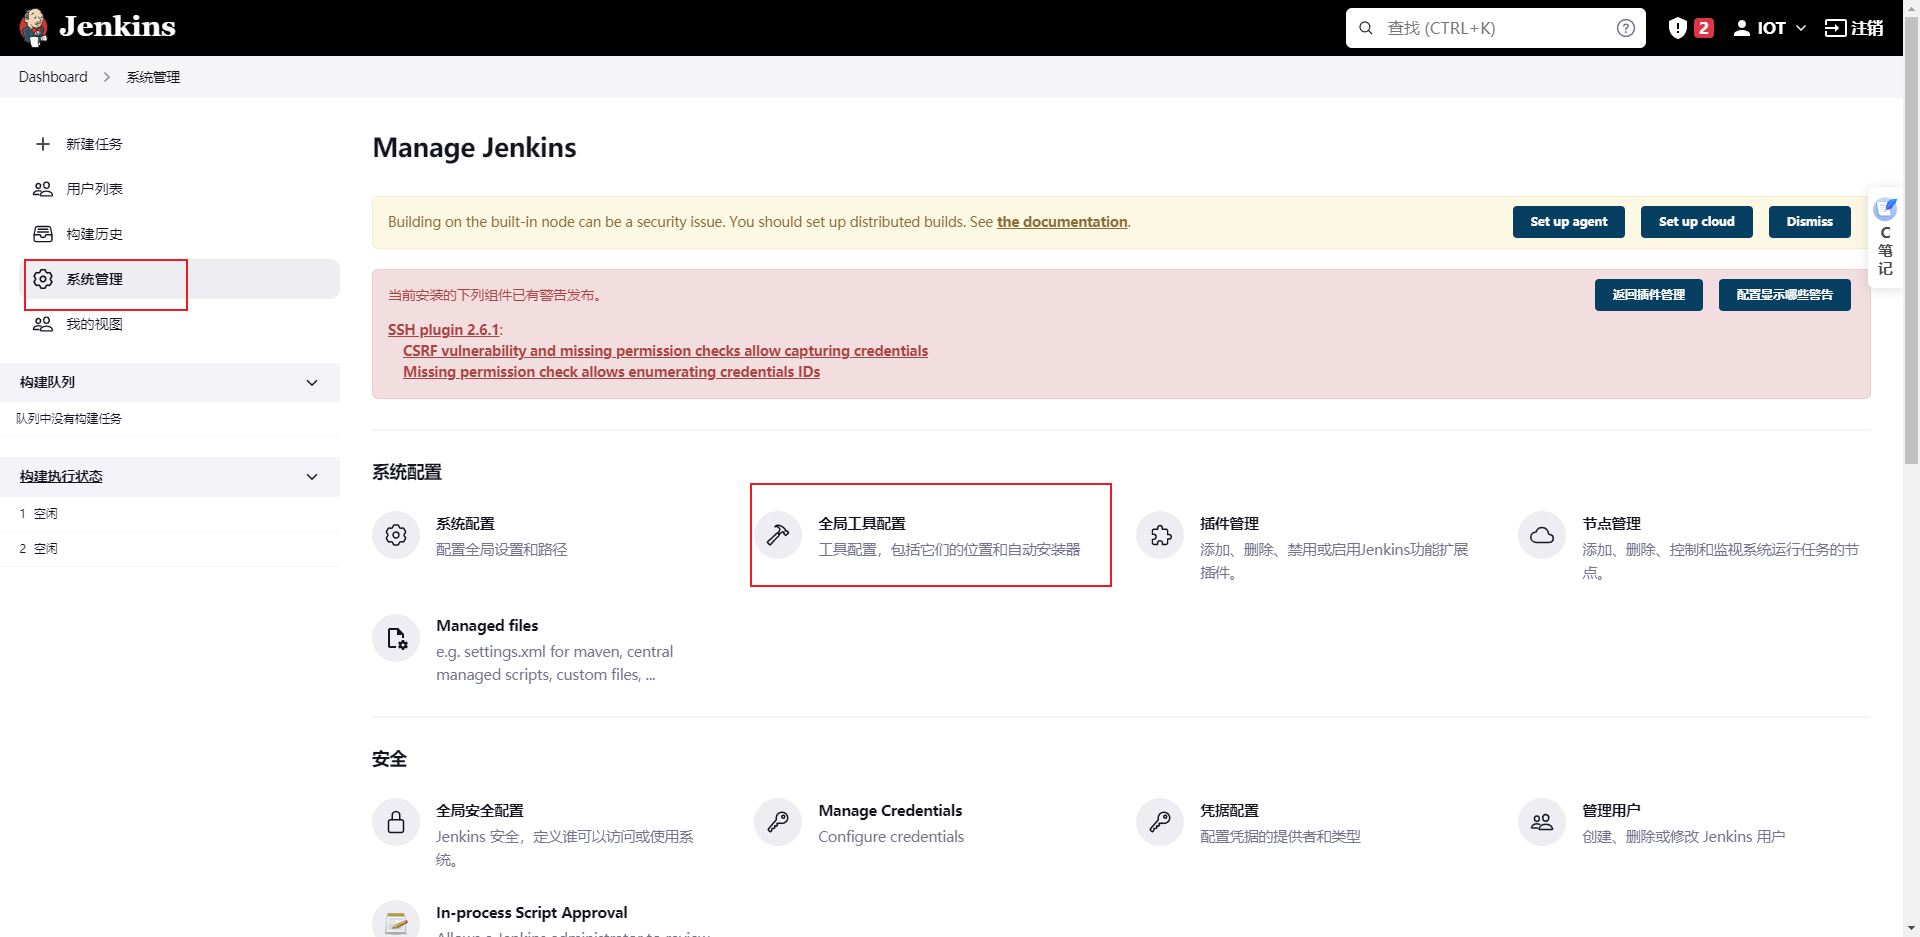 Jenkins
查找 (CTRL+K)
2
IOT
注销
Dashboard
系统管理
新建任务
用户列表
构建历史
系统管理
我的视图
构建队列
队列中没有构建任务
构建执行状态
1 空闲
2 空闲
Manage Jenkins
Building on the built-in node can be a security issue. You should set up distributed builds. See the documentation.
Set up agent
Set up cloud
Dismiss
当前安装的下列组件已有警告发布。
返回插件管理
配置显示哪些警告
SSH plugin 2.6.1:
CSRF vulnerability and missing permission checks allow capturing credentials
Missing permission check allows enumerating credentials IDs
C
笔
记
系统配置
系统配置
配置全局设置和路径
全局工具配置
工具配置，包括它们的位置和自动安装器
插件管理
添加、删除、禁用或启用Jenkins功能扩展
插件。
节点管理
添加、删除、控制和监视系统运行任务的节
点。
Managed files
e.g. settings.xml for maven, central
managed scripts, custom files, ...
安全
全局安全配置
Jenkins 安全，定义谁可以访问或使用系
统。
Manage Credentials
Configure credentials
凭据配置
配置凭据的提供者和类型
管理用户
创建、删除或修改 Jenkins 用户
In-process Script Approval
Allows a Jenkins administrator to review